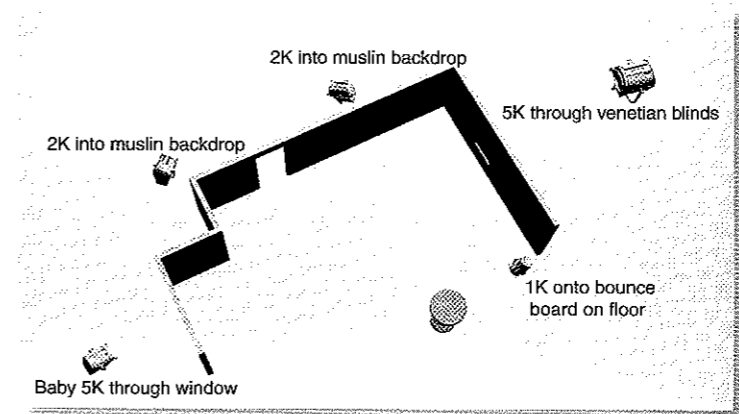 2K into muslin backdrop
5K through venetian blinds
2K into muslin backdrop
1K onto bounce
board on floor
Baby 5K through window